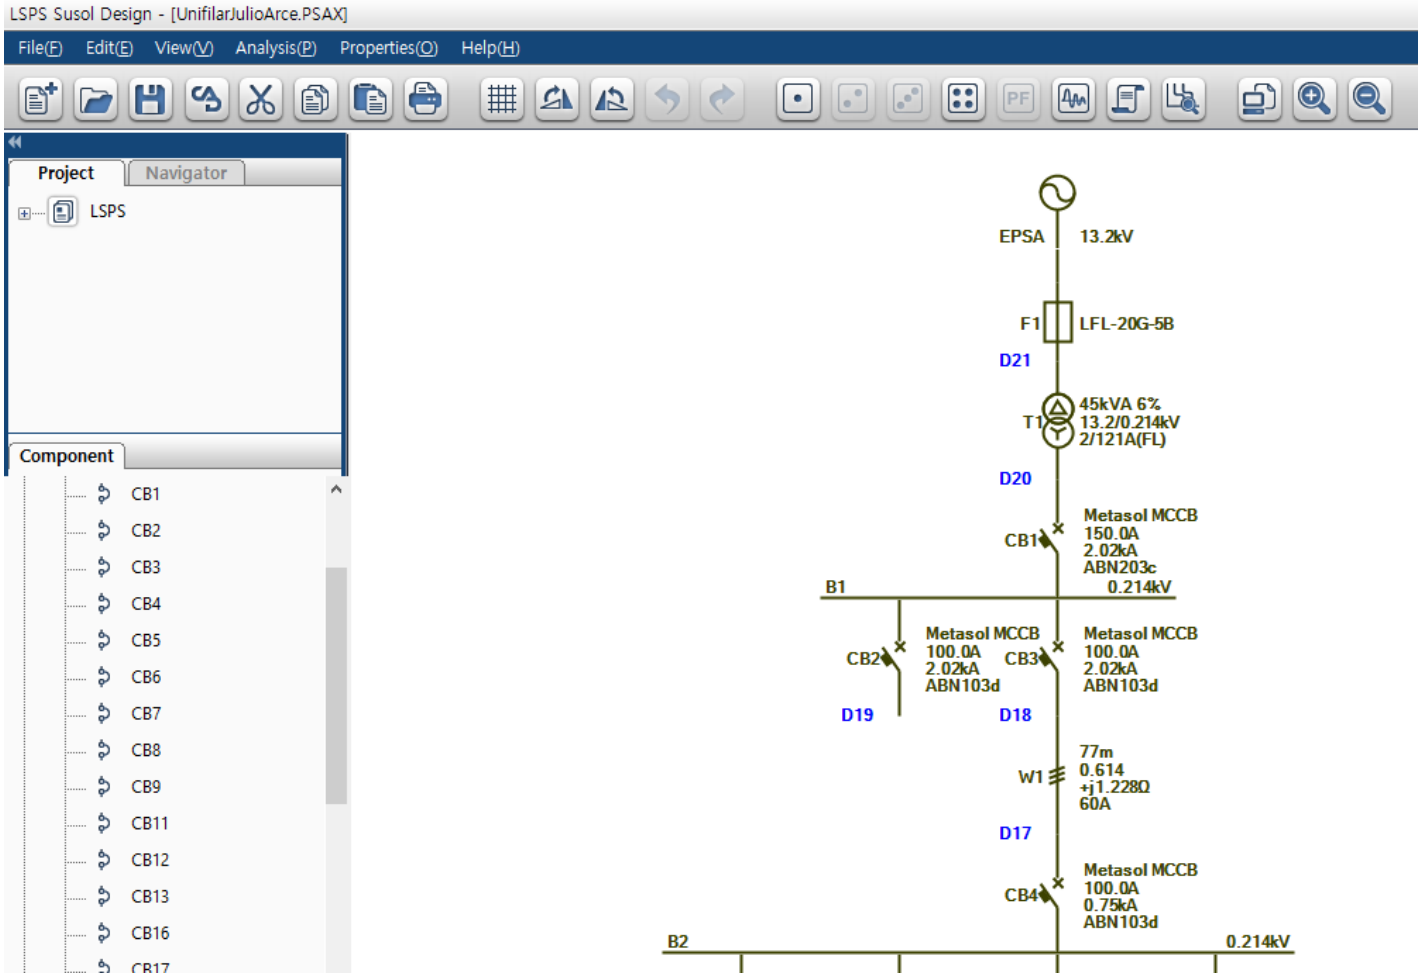 LSPS Susol Design - [UnifilarJulioArce.PSAX]
File(F) Edit(E) View(V) Analysis(P) Properties(O) Help(H)
PF
Project Navigator
LSPS
Component
CB1
CB2
CB3
CB4
CB5
CB6
CB7
CB8
CB9
CB11
CB12
CB13
CB16
CB17
EPSA 13.2kV
F1 LFL-20G-5B
D21
T1
45kVA 6%
13.2/0.214kV
2/121A(FL)
D20
CB1
Metasol MCCB
150.0A
2.02kA
ABN203c
B1 0.214kV
CB2
Metasol MCCB
100.0A
2.02kA
ABN103d
D19
CB3
Metasol MCCB
100.0A
2.02kA
ABN103d
D18
W1
77m
0.614
+j1.228Ω
60A
D17
CB4
Metasol MCCB
100.0A
0.75kA
ABN103d
B2 0.214kV